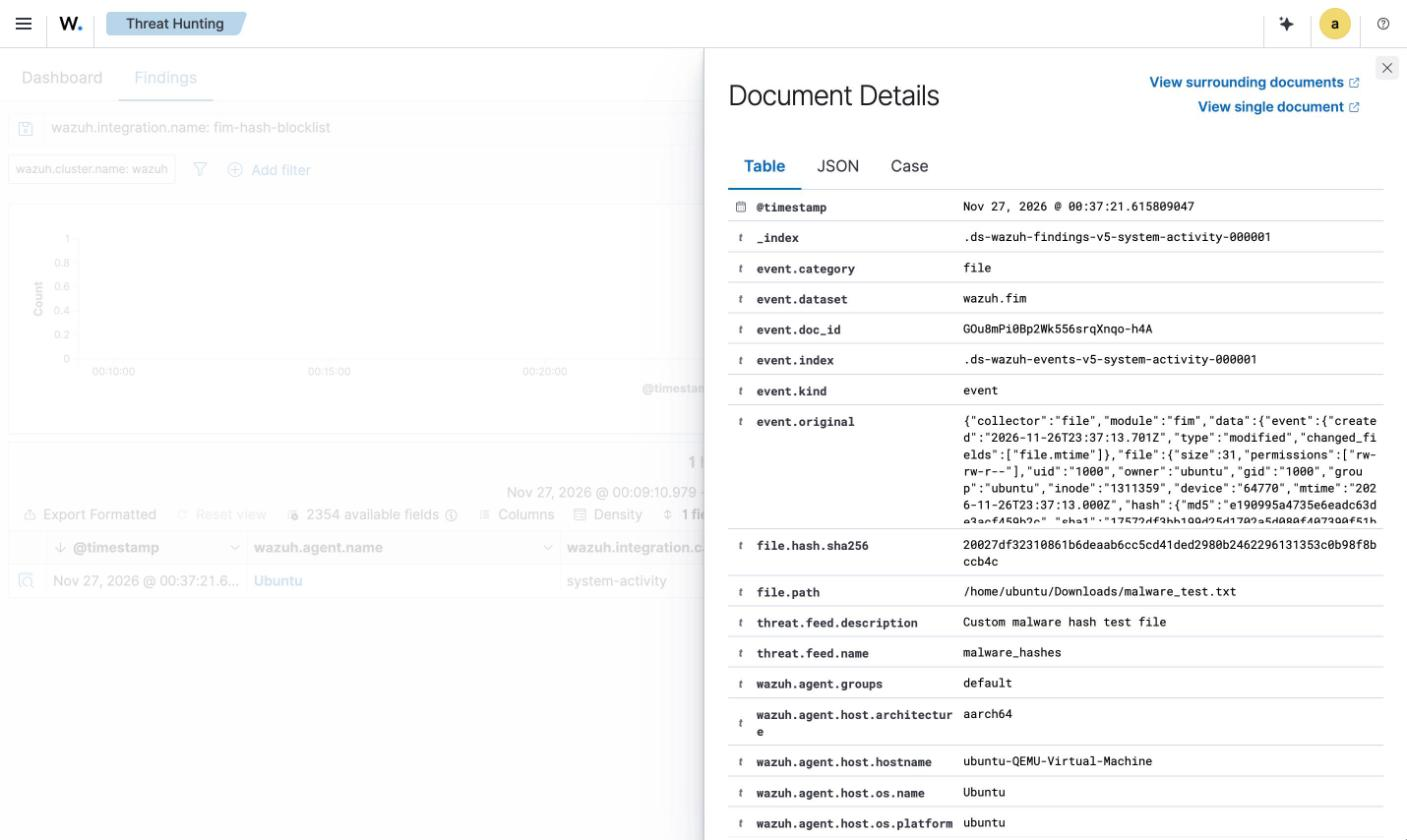 W.
Threat Hunting
a
Dashboard
Findings
wazuh.integration.name: fim-hash-blocklist
wazuh.cluster.name: wazuh
Add filter
1
0.8
0.6
0.4
0.2
0
Count
00:10:00
00:15:00
00:20:00
Nov 27, 2026 @ 00:09:10.979 -
Export Formatted
Reset view
2354 available fields
Columns
Density
@timestamp
wazuh.agent.name
Nov 27, 2026 @ 00:37:21.6...
Ubuntu
system-activity
Document Details
View surrounding documents
View single document
Table
JSON
Case
@timestamp
Nov 27, 2026 @ 00:37:21.615809047
t _index
.ds-wazuh-findings-v5-system-activity-000001
t event.category
file
t event.dataset
wazuh.fim
t event.doc_id
GOu8mPi0Bp2Wk556srqXnqo-h4A
t event.index
.ds-wazuh-events-v5-system-activity-000001
t event.kind
event
t event.original
{"collector":"file","module":"fim","data":{"event":{"create
d":"2026-11-26T23:37:13.701Z","type":"modified","changed_fi
elds":["file.mtime"]},"file":{"size":31,"permissions":["rw-
rw-r--"],"uid":"1000","owner":"ubuntu","gid":"1000","grou
p":"ubuntu","inode":"1311359","device":"64770","mtime":"202
6-11-26T23:37:13.000Z","hash":{"md5":"e190995a4735e6eadc63d
t file.hash.sha256
20027df32310861b6deaab6cc5cd41ded2980b2462296131353c0b98f8b
ccb4c
t file.path
/home/ubuntu/Downloads/malware_test.txt
t threat.feed.description
Custom malware hash test file
t threat.feed.name
malware_hashes
t wazuh.agent.groups
default
t wazuh.agent.host.architectur
e
aarch64
t wazuh.agent.host.hostname
ubuntu-QEMU-Virtual-Machine
t wazuh.agent.host.os.name
Ubuntu
t wazuh.agent.host.os.platform
ubuntu